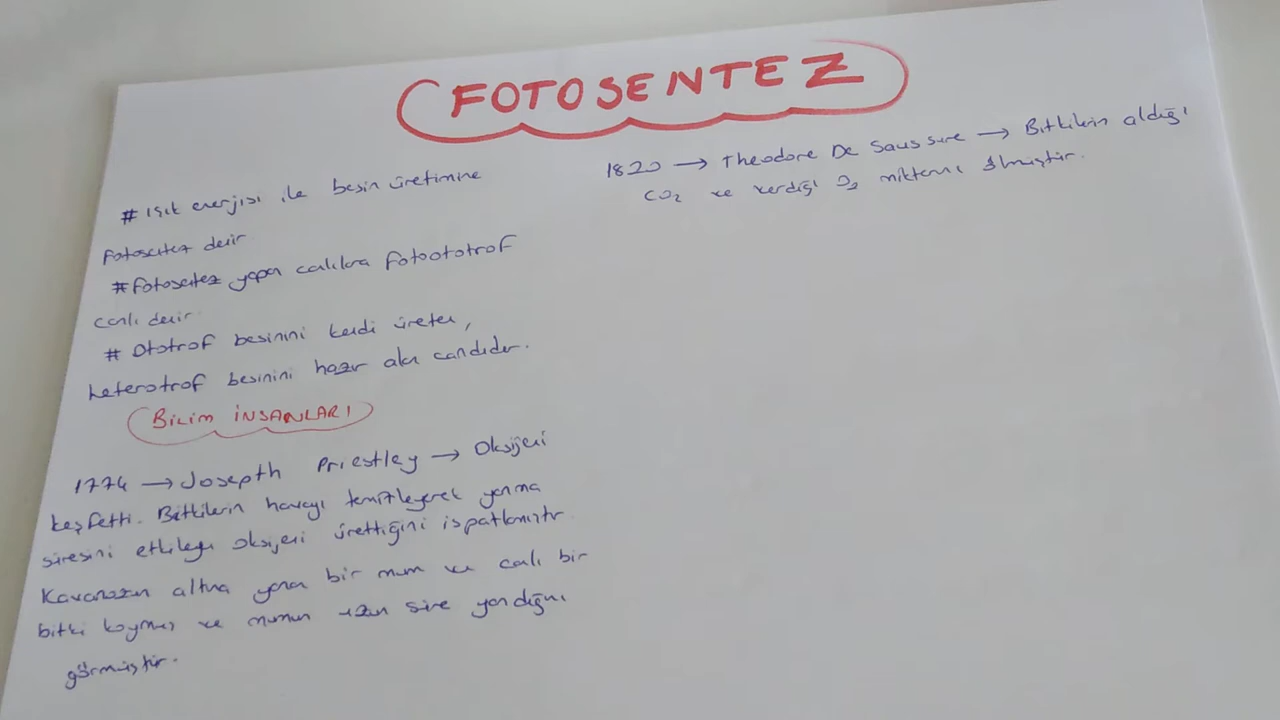 FOTOSENTEZ
# Işık enerjisi ile besin üretimine
fotosentez denir
# fotosentez yapan canlılara fotoototrof
canlı denir
# Ototrof besinini kendi üreten,
heterotrof besinini hazır alan canlıdır.
BİLİM İNSANLARI
1774 → Josepth Priestley → Oksijeni
keşfetti. Bitkilerin havayı temizleyerek yanma
süresini etkileyen oksijeni ürettiğini ispatlamıştır
Kavanozun altına yanan bir mum ve canlı bir
bitki koymuş ve mumun uzun süre yandığını
görmüştür.
1820 → Theodore De Saussure → Bitkilerin aldığı
CO₂ ve verdiği O₂ miktarını ölmüştür.